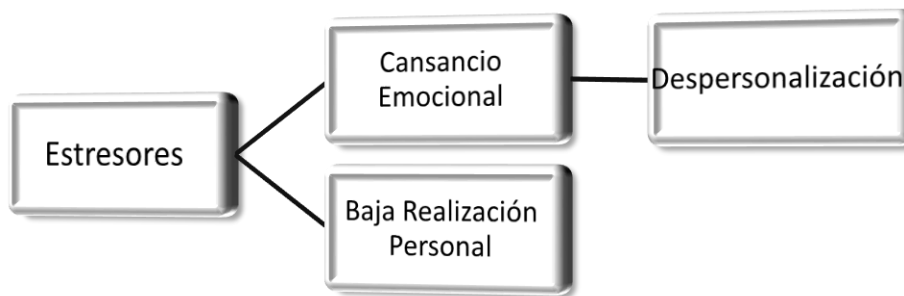 Estresores
Cansancio
Emocional
Despersonalización
Baja Realización
Personal